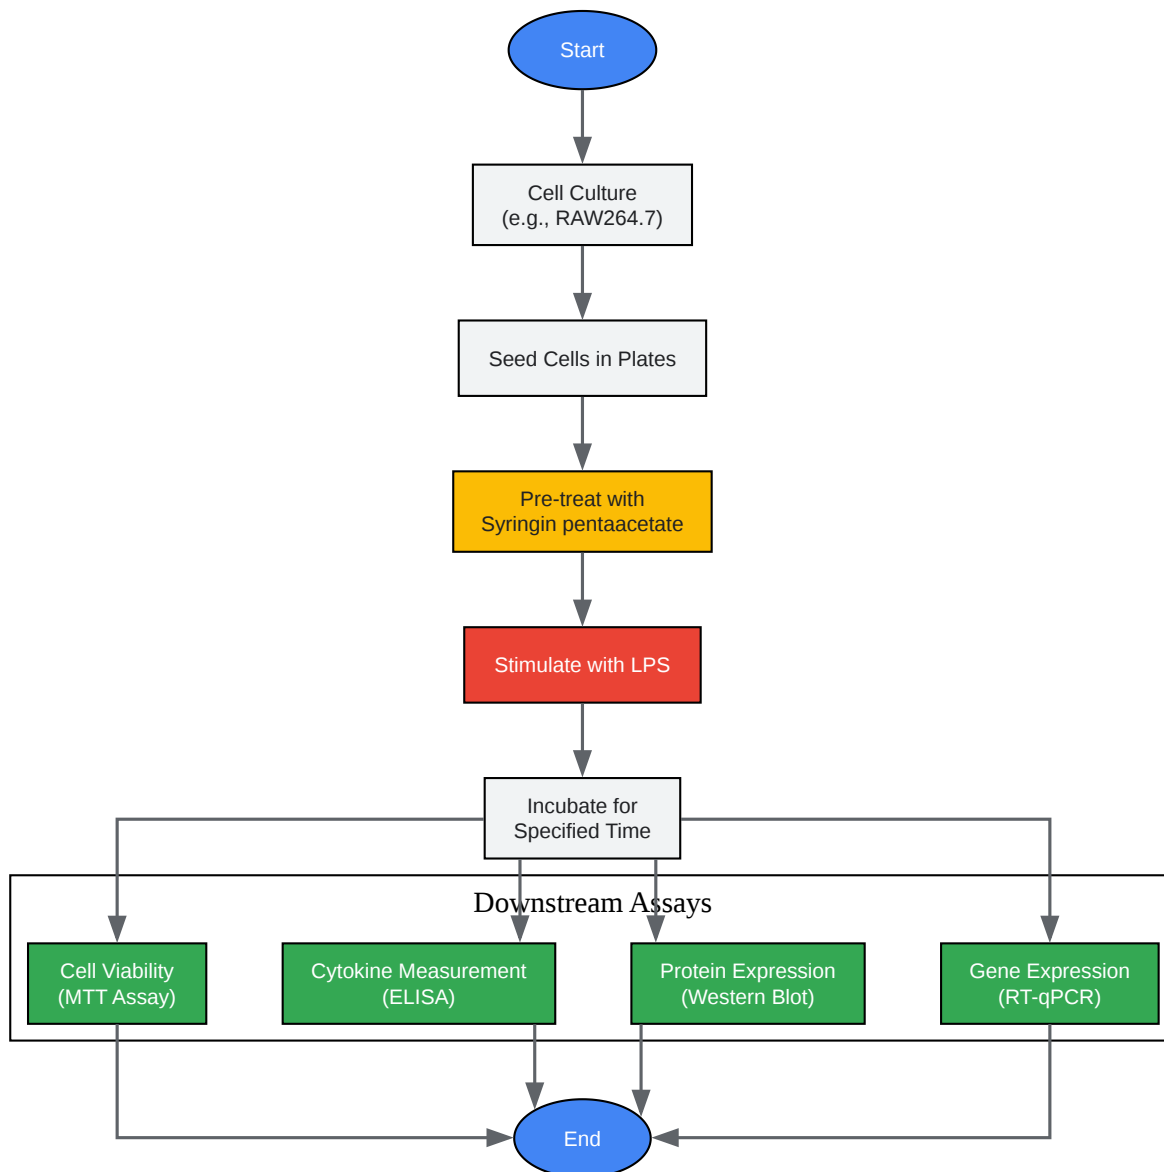 Start
Cell Culture
(e.g., RAW264.7)
Seed Cells in Plates
Pre-treat with
Syringin pentaacetate
Stimulate with LPS
Incubate for
Specified Time
Downstream Assays
Cell Viability
(MTT Assay)
Cytokine Measurement
(ELISA)
Protein Expression
(Western Blot)
Gene Expression
(RT-qPCR)
End